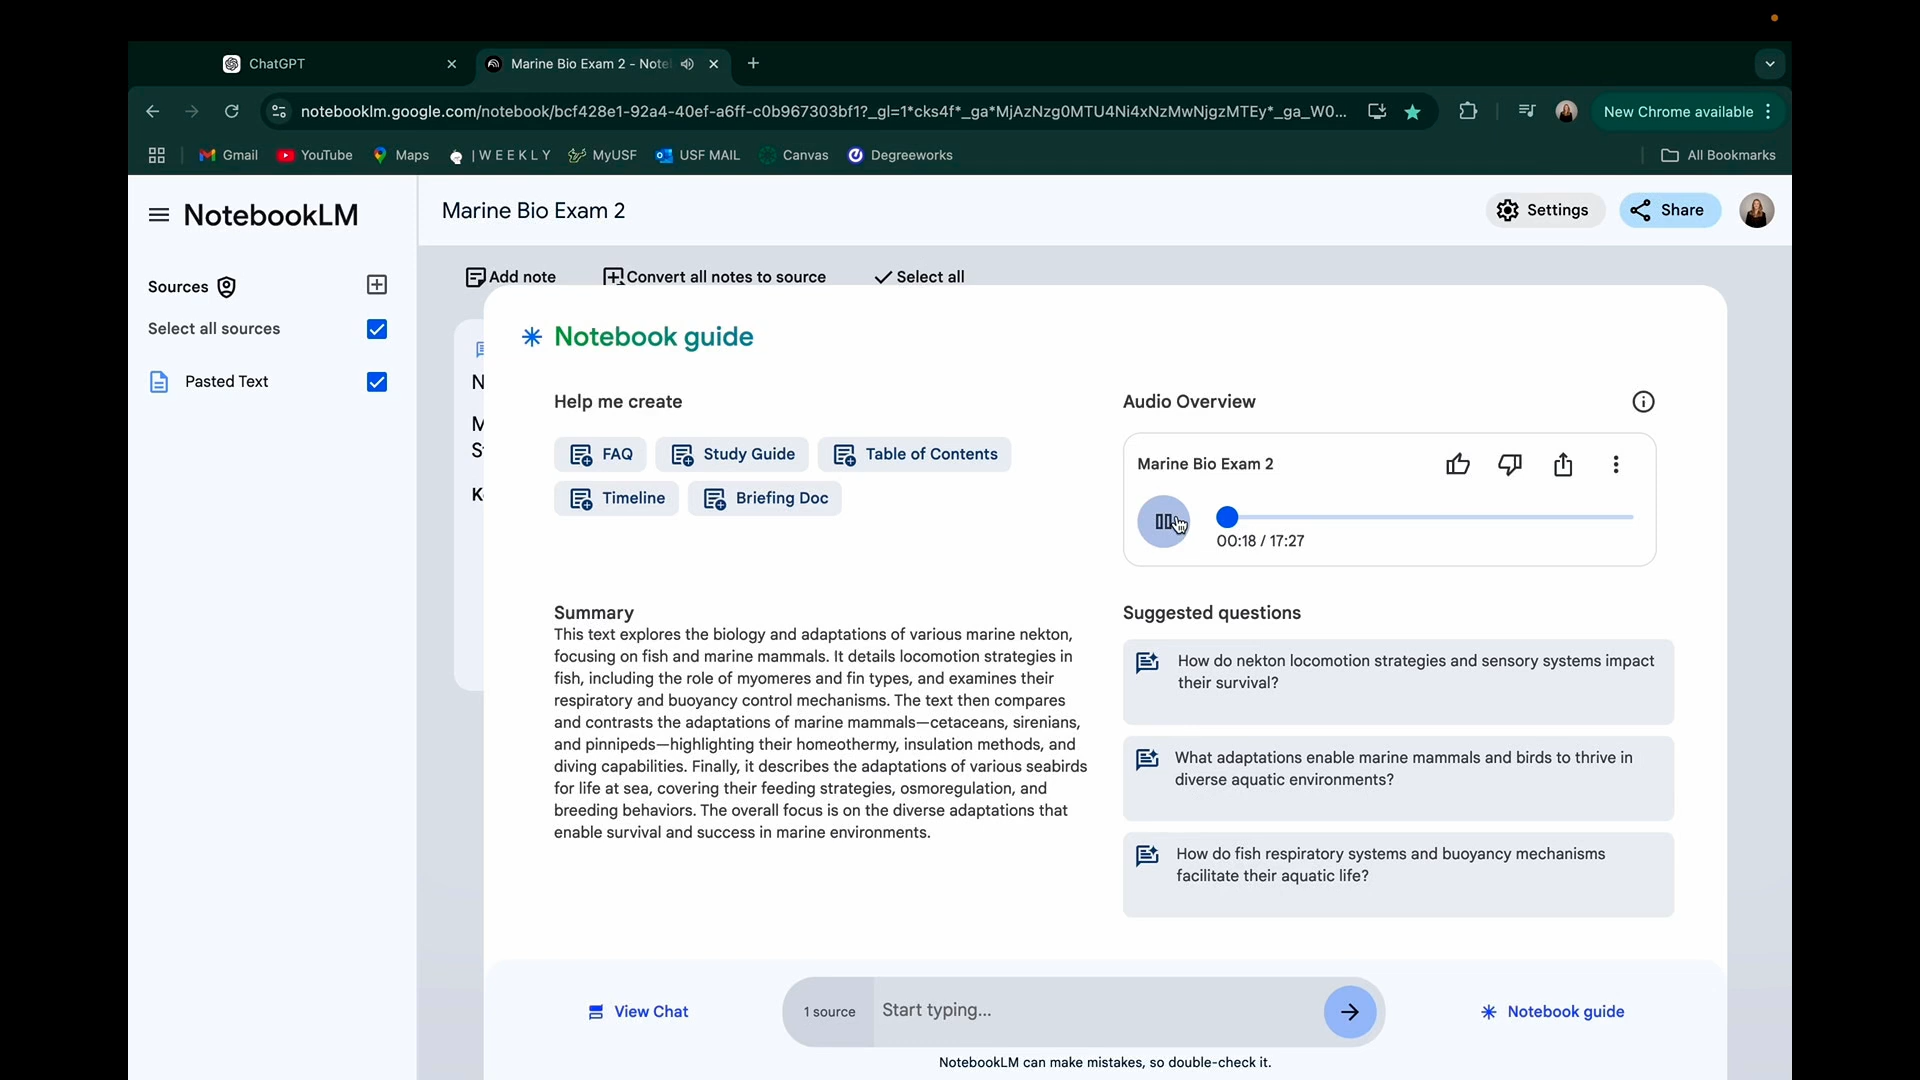 ChatGPT
Marine Bio Exam 2 - Note
notebooklm.google.com/notebook/bcf428e1-92a4-40ef-a6ff-c0b967303bf1?_gl=1*cks4f*_ga*MjAzNzg0MTU4Ni4xNzMwNjgzMTEy*_ga_W0...
New Chrome available
Gmail
YouTube
Maps
| W E E K L Y
MyUSF
USF MAIL
Canvas
Degreeworks
All Bookmarks
NotebookLM
Marine Bio Exam 2
Settings
Share
Sources
Select all sources
Pasted Text
Add note
Convert all notes to source
Select all
N
M
S
K
Notebook guide
Help me create
FAQ
Study Guide
Table of Contents
Timeline
Briefing Doc
Audio Overview
Marine Bio Exam 2
00:18 / 17:27
Summary
This text explores the biology and adaptations of various marine nekton,
focusing on fish and marine mammals. It details locomotion strategies in
fish, including the role of myomeres and fin types, and examines their
respiratory and buoyancy control mechanisms. The text then compares
and contrasts the adaptations of marine mammals—cetaceans, sirenians,
and pinnipeds—highlighting their homeothermy, insulation methods, and
diving capabilities. Finally, it describes the adaptations of various seabirds
for life at sea, covering their feeding strategies, osmoregulation, and
breeding behaviors. The overall focus is on the diverse adaptations that
enable survival and success in marine environments.
Suggested questions
How do nekton locomotion strategies and sensory systems impact
their survival?
What adaptations enable marine mammals and birds to thrive in
diverse aquatic environments?
How do fish respiratory systems and buoyancy mechanisms
facilitate their aquatic life?
View Chat
1 source
Start typing...
Notebook guide
NotebookLM can make mistakes, so double-check it.